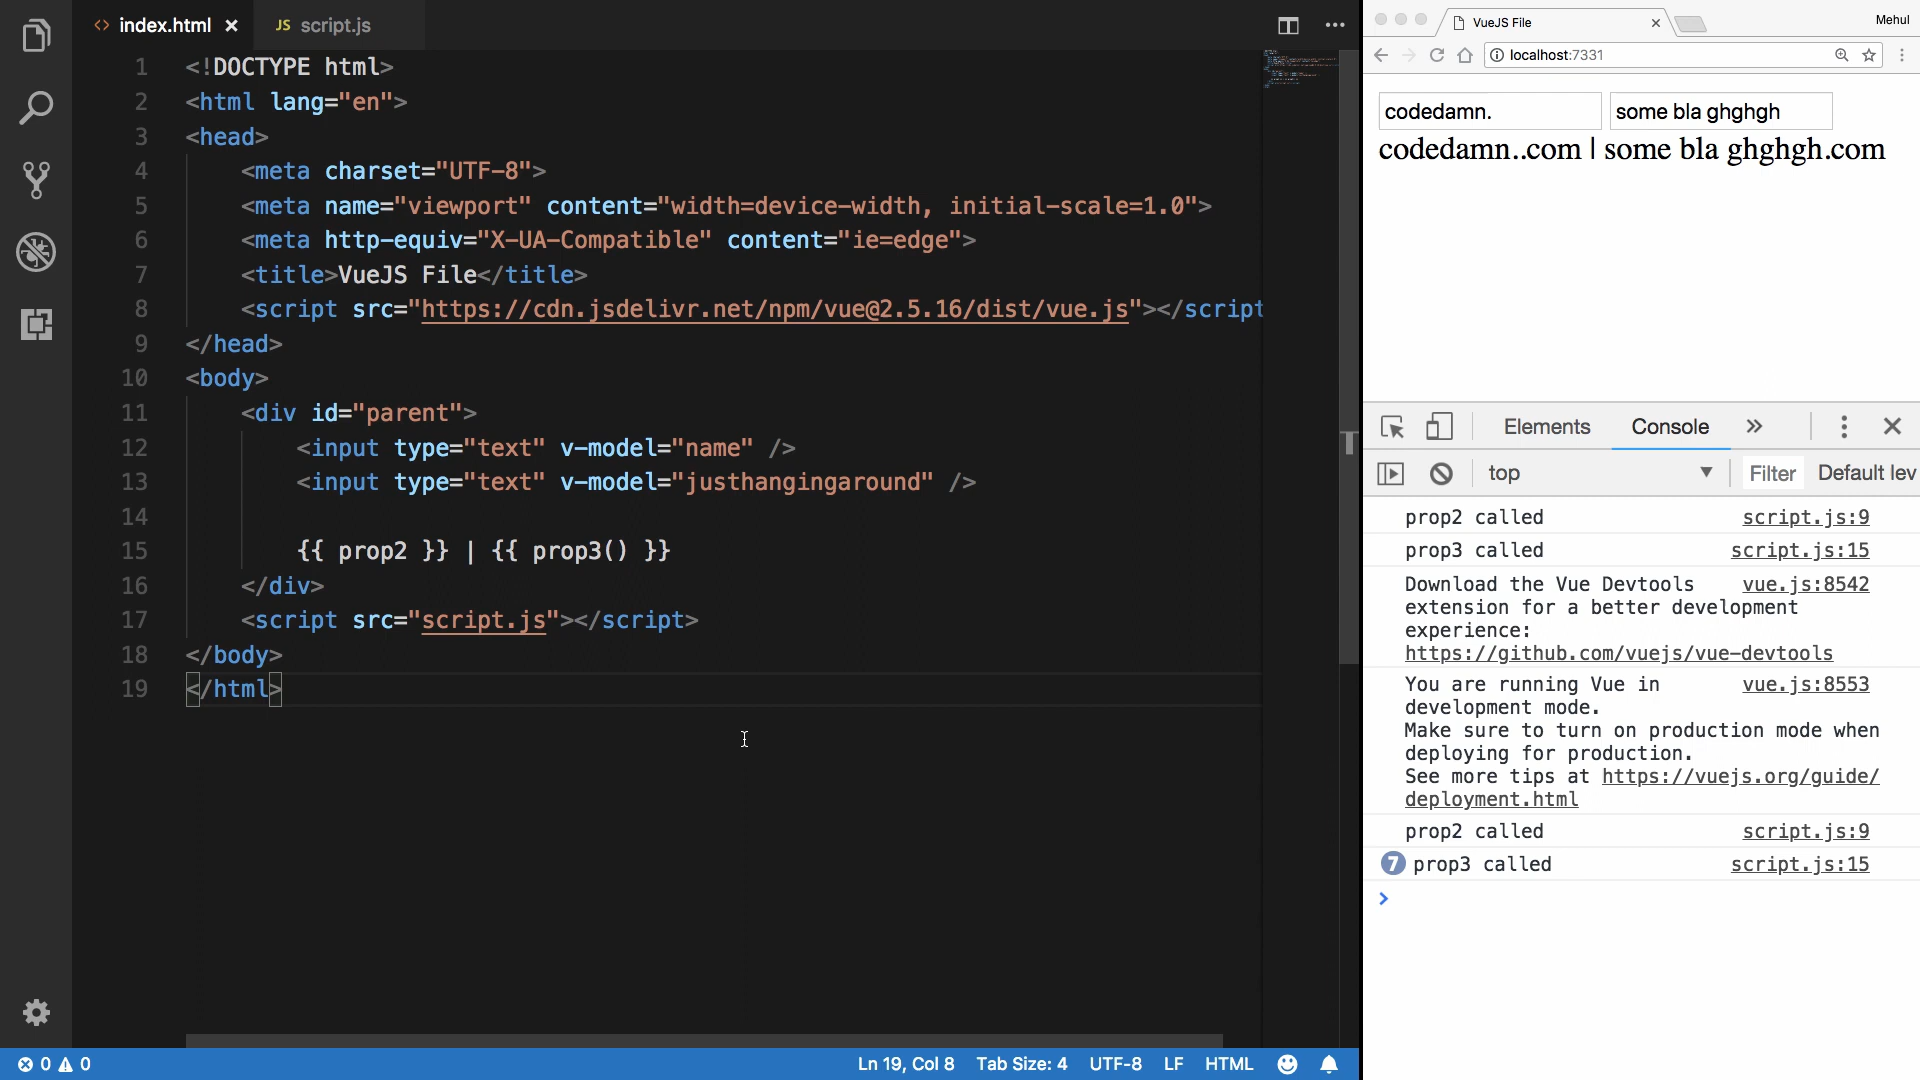 index.html
JS script.js
1 <!DOCTYPE html>
2 <html lang="en">
3 <head>
4 <meta charset="UTF-8">
5 <meta name="viewport" content="width=device-width, initial-scale=1.0">
6 <meta http-equiv="X-UA-Compatible" content="ie=edge">
7 <title>VueJS File</title>
8 <script src="https://cdn.jsdelivr.net/npm/vue@2.5.16/dist/vue.js"></script
9 </head>
10 <body>
11 <div id="parent">
12 <input type="text" v-model="name" />
13 <input type="text" v-model="justhangingaround" />
14
15 {{ prop2 }} | {{ prop3() }}
16 </div>
17 <script src="script.js"></script>
18 </body>
19 </html>
0 0
Ln 19, Col 8 Tab Size: 4 UTF-8 LF HTML
VueJS File
Mehul
localhost:7331
codedamn. some bla ghghgh
codedamn..com | some bla ghghgh.com
Elements Console »
top Filter Default lev
prop2 called script.js:9
prop3 called script.js:15
Download the Vue Devtools vue.js:8542
extension for a better development
experience:
https://github.com/vuejs/vue-devtools
You are running Vue in vue.js:8553
development mode.
Make sure to turn on production mode when
deploying for production.
See more tips at https://vuejs.org/guide/
deployment.html
prop2 called script.js:9
7 prop3 called script.js:15